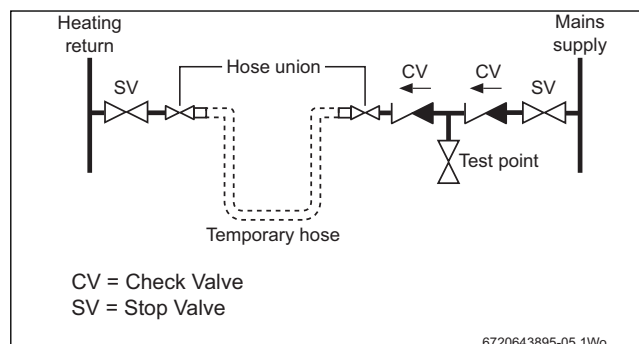 Heating
return
Mains
supply
Hose union
SV
CV
CV
SV
Test point
Temporary hose
CV = Check Valve
SV = Stop Valve
6720643895-05.1Wo